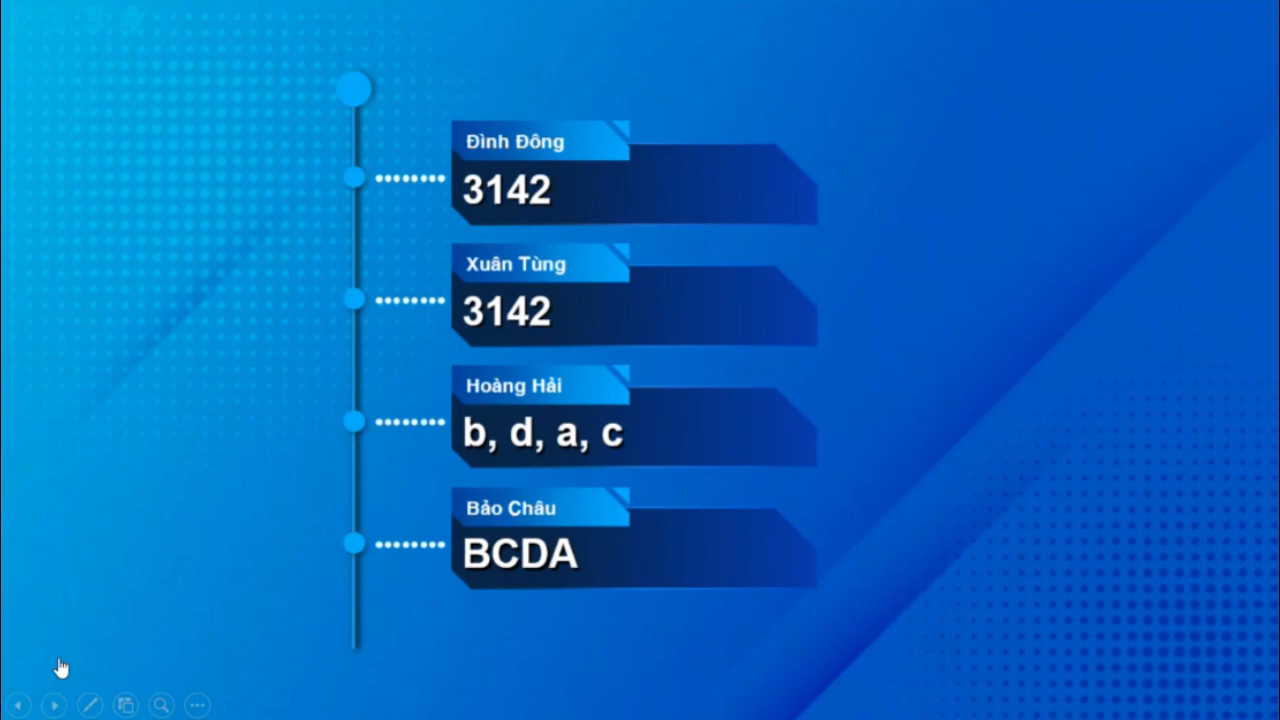 Đình Đông
3142
Xuân Tùng
3142
Hoàng Hải
b, d, a, c
Bảo Châu
BCDA